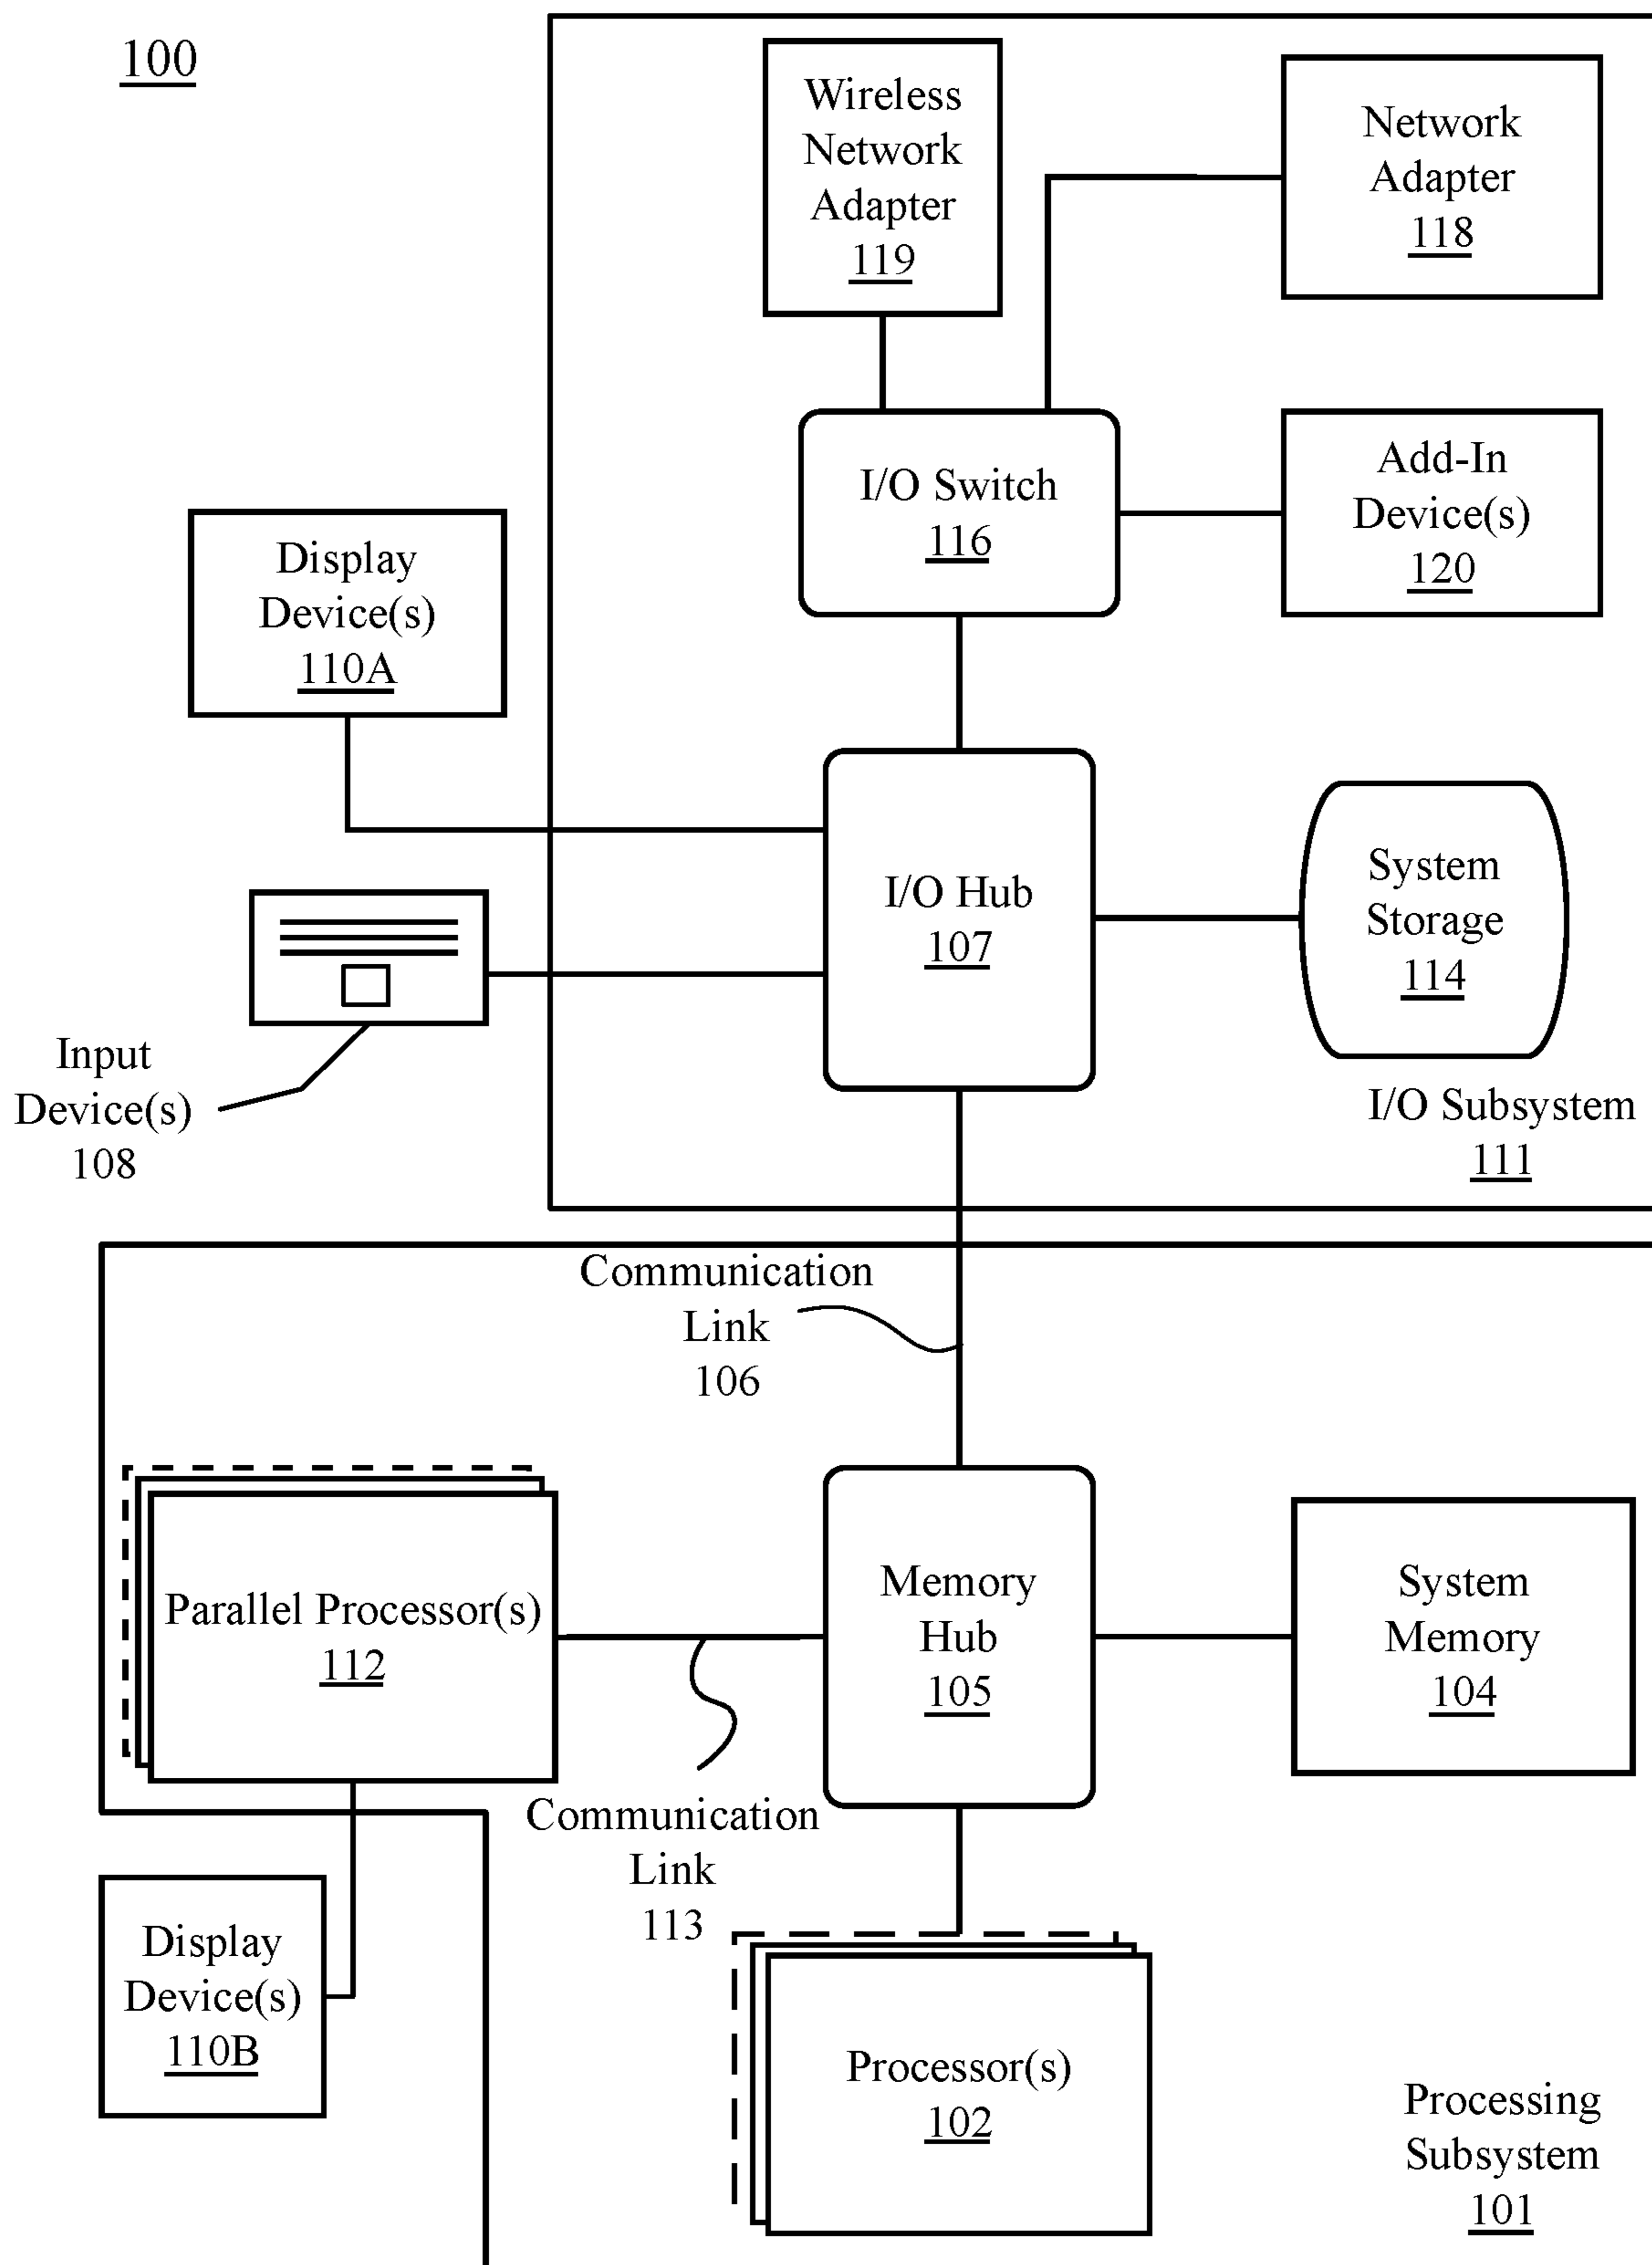 100
Wireless
Network
Adapter
119
Network
Adapter
118
I/O Switch
116
Add-In
Device(s)
120
Display
Device(s)
110A
I/O Hub
107
System
Storage
114
Input
Device(s)
108
I/O Subsystem
111
Communication
Link
106
Parallel Processor(s)
112
Memory
Hub
105
System
Memory
104
Communication
Link
113
Display
Device(s)
110B
Processor(s)
102
Processing
Subsystem
101